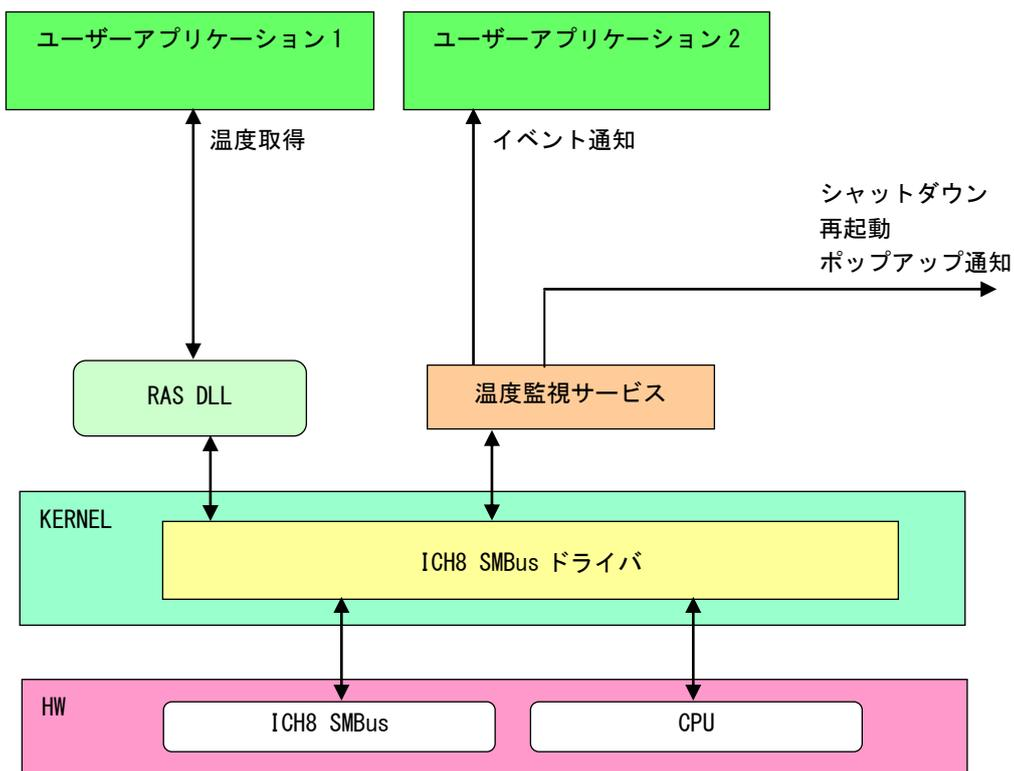 ユーザーアプリケーション1
ユーザーアプリケーション2
温度取得
イベント通知
シャットダウン
再起動
ポップアップ通知
RAS DLL
温度監視サービス
KERNEL
ICH8 SMBus ドライバ
HW
ICH8 SMBus
CPU